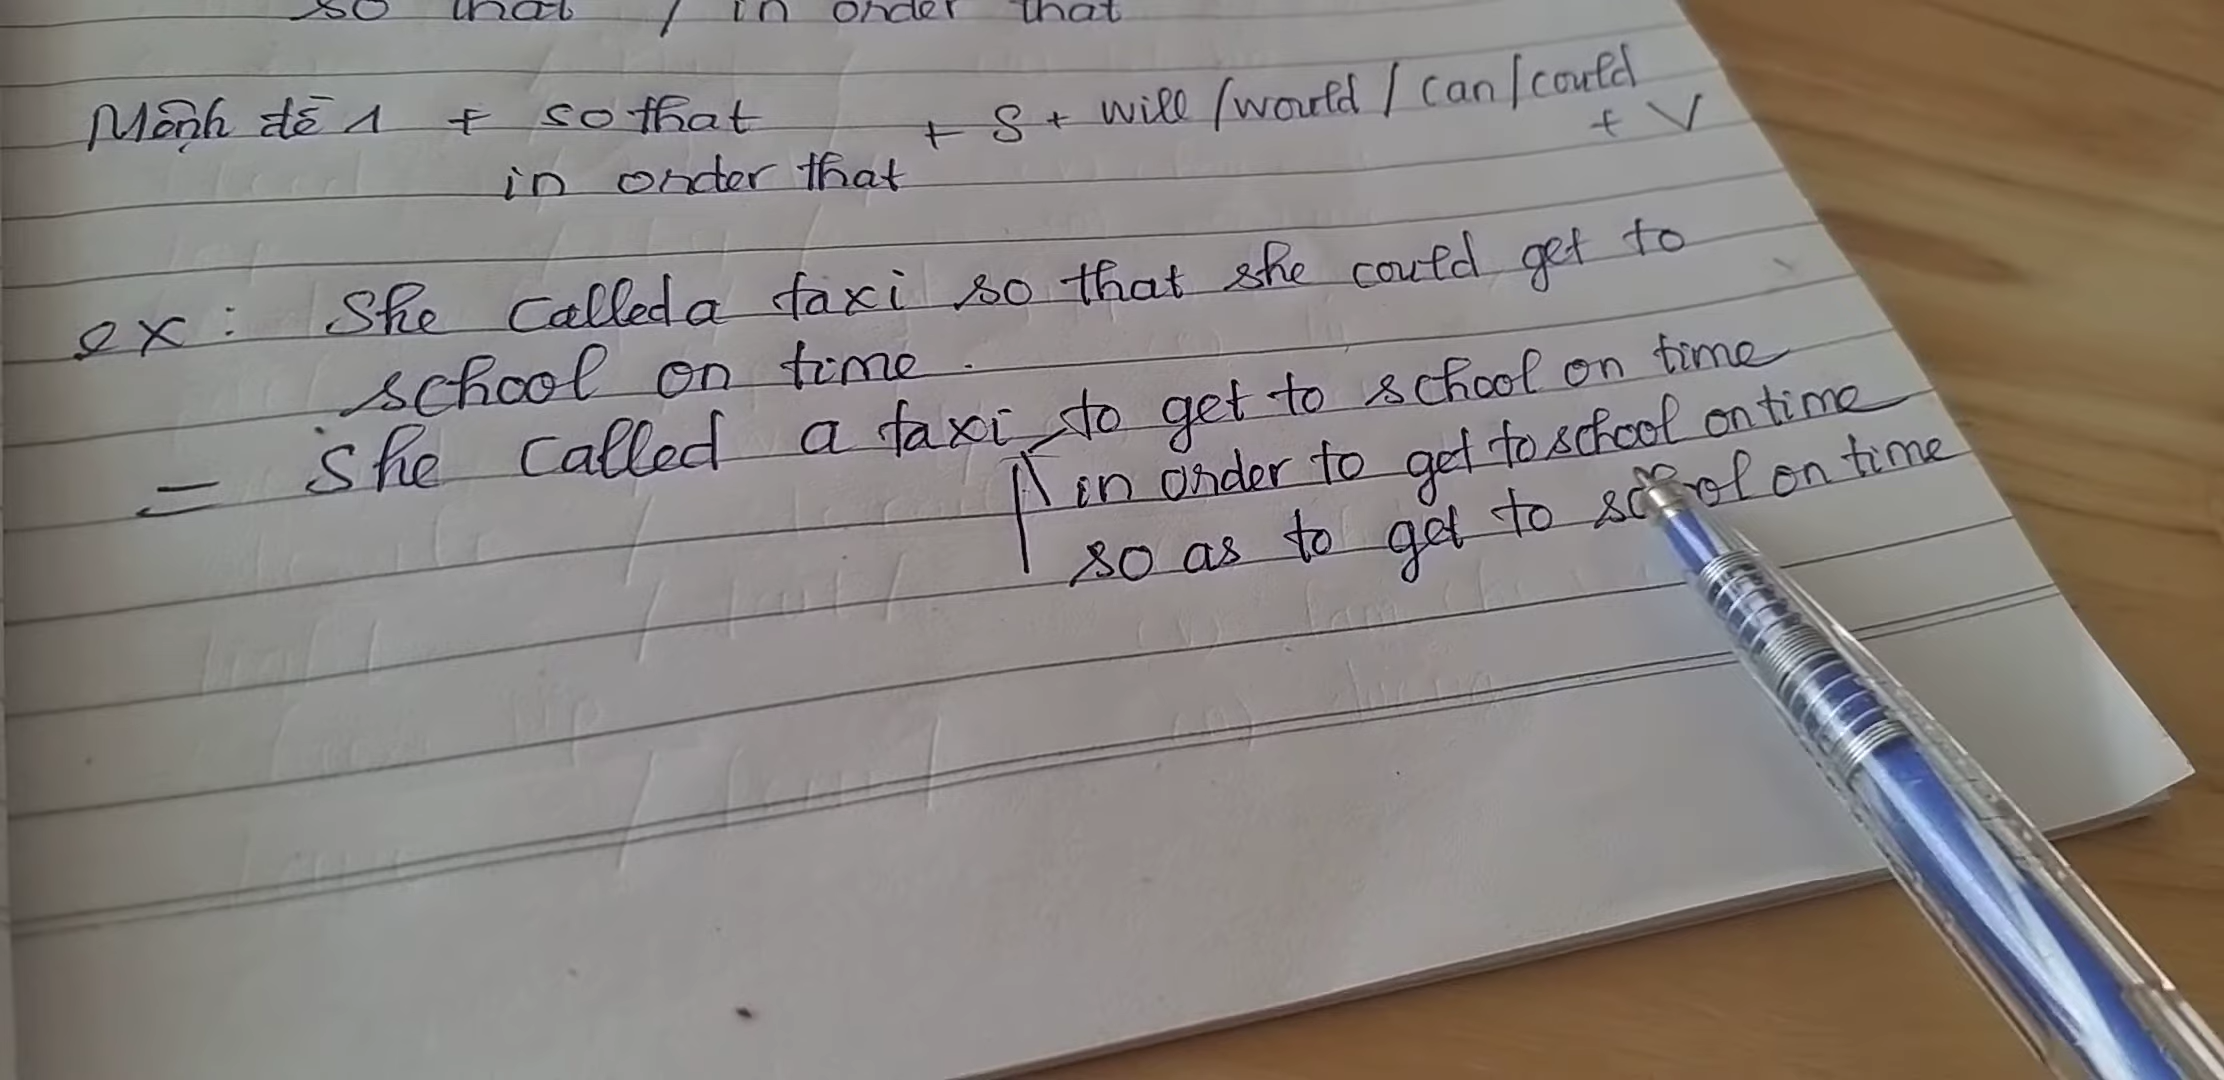 so that / in order that
Mệnh đề 1 + so that + S + will / would / can / could
+ V
in order that
ex: She called a taxi so that she could get to
school on time.
= She called a taxi to get to school on time
in order to get to school on time
so as to get to school on time